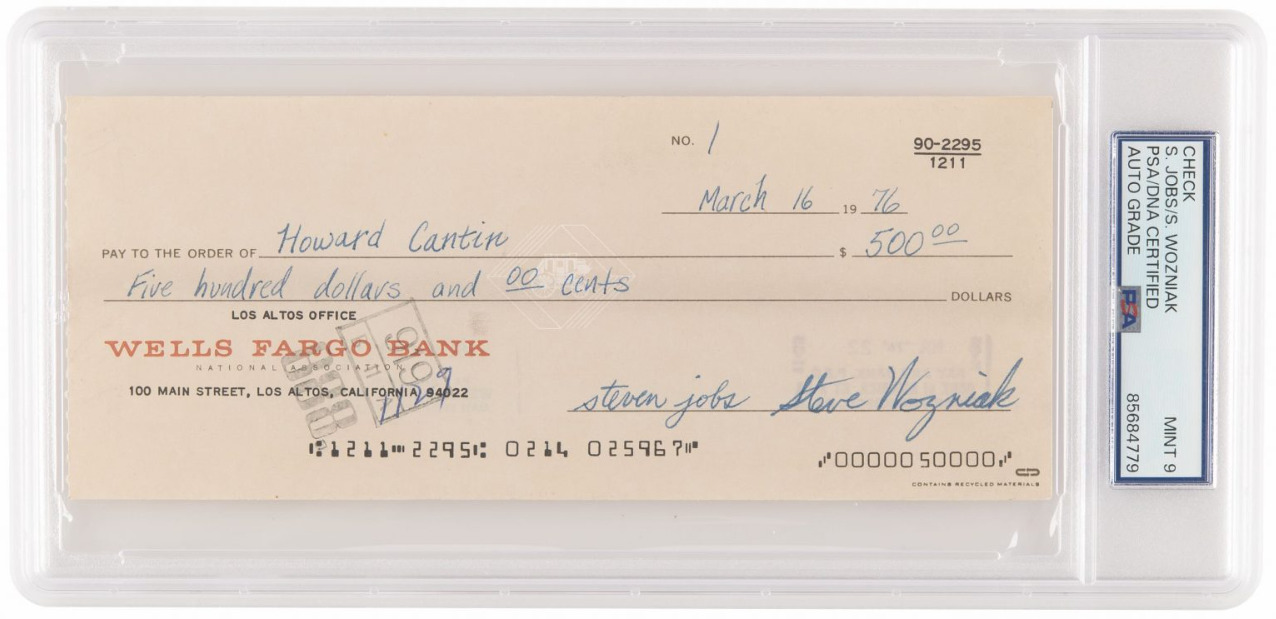 NO. 1
90-2295
1211
March 16 19 76
PAY TO THE ORDER OF Howard Cantin $ 500 00
Five hundred dollars and 00 cents DOLLARS
LOS ALTOS OFFICE
WELLS FARGO BANK
NATIONAL ASSOCIATION
100 MAIN STREET, LOS ALTOS, CALIFORNIA 94022
steven jobs Steve Wozniak
1211 2295 0214 025967
0000050000
CONTAINS RECYCLED MATERIALS
CHECK
S. JOBS/S. WOZNIAK
PSA/DNA CERTIFIED
AUTO GRADE
MINT 9
85684779
PSA